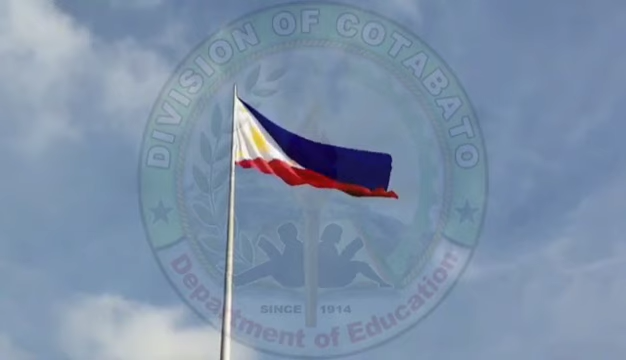 DIVISION OF COTABATO
SINCE 1914
Department of Education